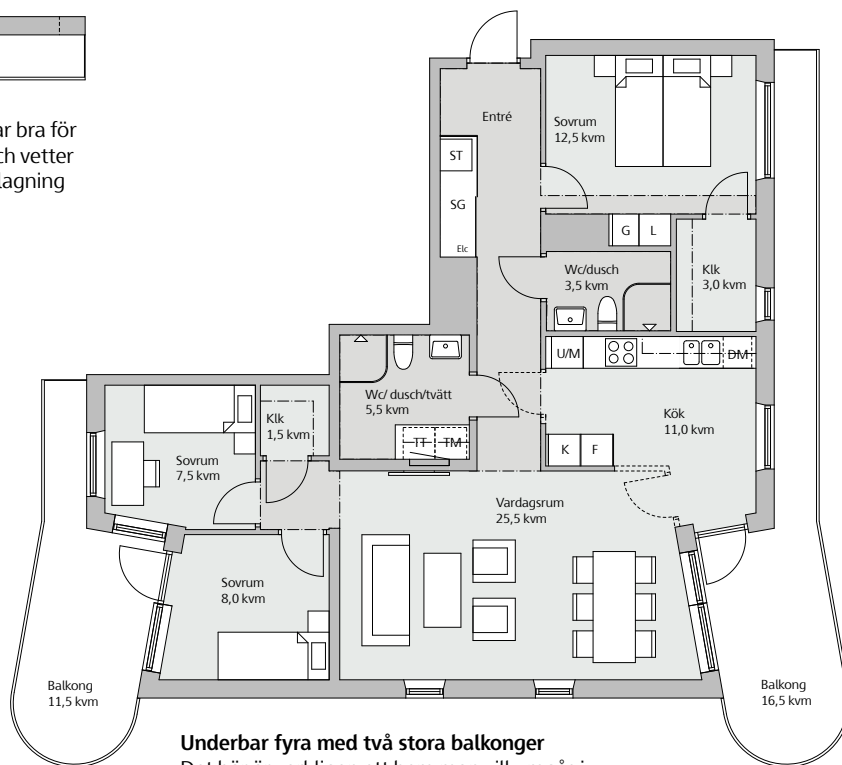 ar bra för
ch vetter
lagning
Entré
Sovrum
12,5 kvm
ST
SG
Elc
G L
Wc/dusch
3,5 kvm
Klk
3,0 kvm
U/M
DM
Wc/ dusch/tvätt
5,5 kvm
Klk
1,5 kvm
Kök
11,0 kvm
TT TM
K F
Sovrum
7,5 kvm
Vardagsrum
25,5 kvm
Sovrum
8,0 kvm
Balkong
11,5 kvm
Balkong
16,5 kvm
Underbar fyra med två stora balkonger